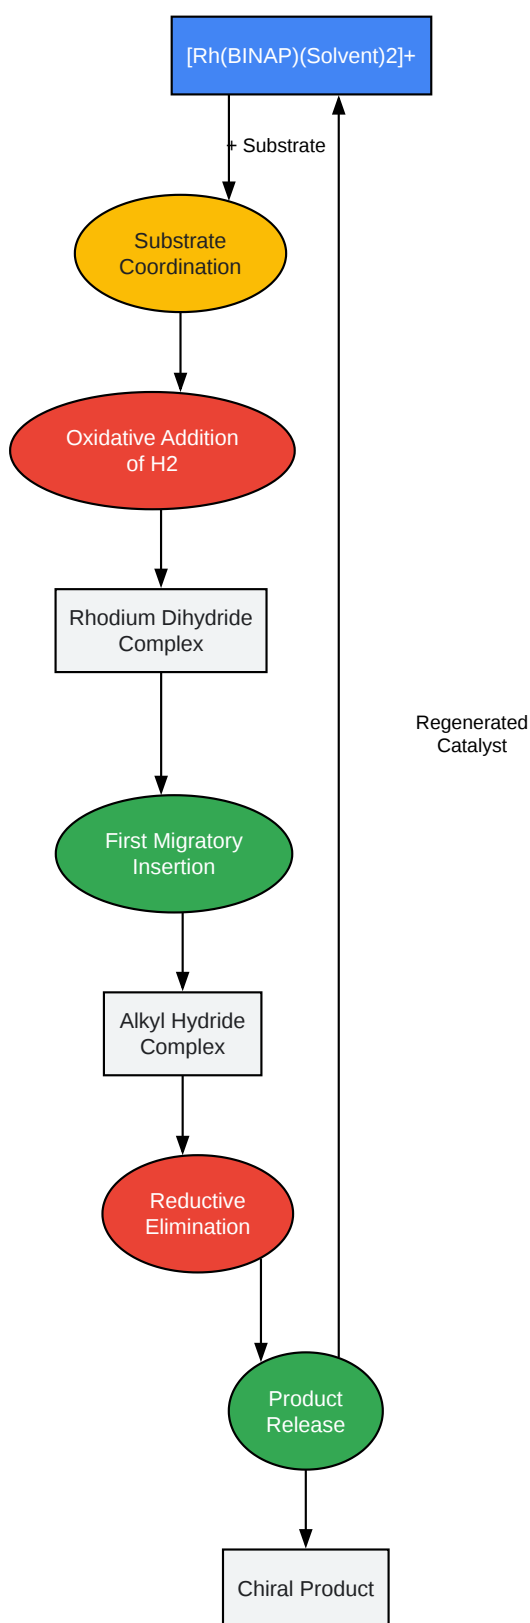 [Rh(BINAP)(Solvent)2]+
+ Substrate
Substrate
Coordination
Oxidative Addition
of H2
Rhodium Dihydride
Complex
Regenerated
Catalyst
First Migratory
Insertion
Alkyl Hydride
Complex
Reductive
Elimination
Product
Release
Chiral Product